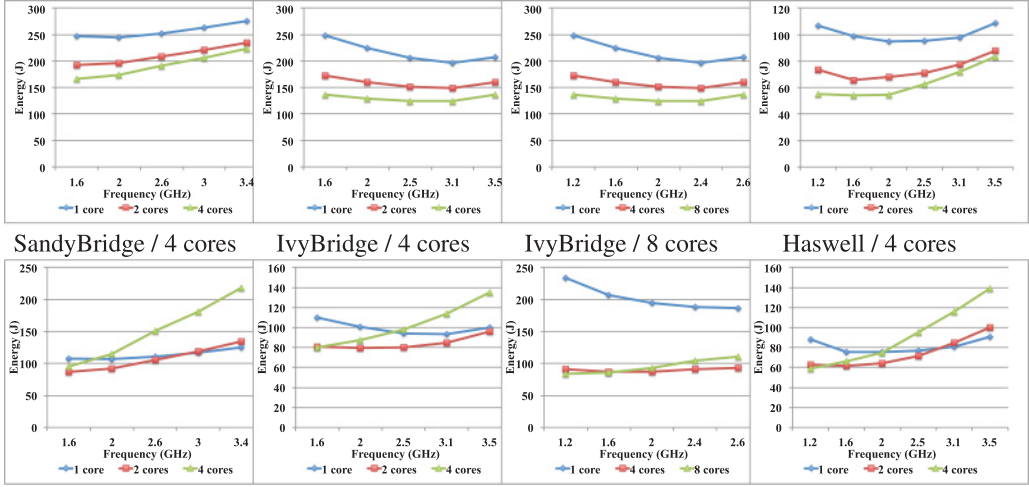 300 250 200 150 100 50 0
Energy (J)
1.6 2 2.6 3 3.4
Frequency (GHz)
1 core 2 cores 4 cores
300 250 200 150 100 50 0
Energy (J)
1.6 2 2.5 3.1 3.5
Frequency (GHz)
1 core 2 cores 4 cores
300 250 200 150 100 50 0
Energy (J)
1.2 1.6 2 2.4 2.6
Frequency (GHz)
1 core 4 cores 8 cores
120 100 80 60 40 20 0
Energy (J)
1.2 1.6 2 2.5 3.1 3.5
Frequency (GHz)
1 core 2 cores 4 cores
SandyBridge / 4 cores IvyBridge / 4 cores IvyBridge / 8 cores Haswell / 4 cores
250 200 150 100 50 0
Energy (J)
1.6 2 2.6 3 3.4
Frequency (GHz)
1 core 2 cores 4 cores
160 140 120 100 80 60 40 20 0
Energy (J)
1.6 2 2.5 3.1 3.5
Frequency (GHz)
1 core 2 cores 4 cores
250 200 150 100 50 0
Energy (J)
1.2 1.6 2 2.4 2.6
Frequency (GHz)
1 core 4 cores 8 cores
160 140 120 100 80 60 40 20 0
Energy (J)
1.2 1.6 2 2.5 3.1 3.5
Frequency (GHz)
1 core 2 cores 4 cores